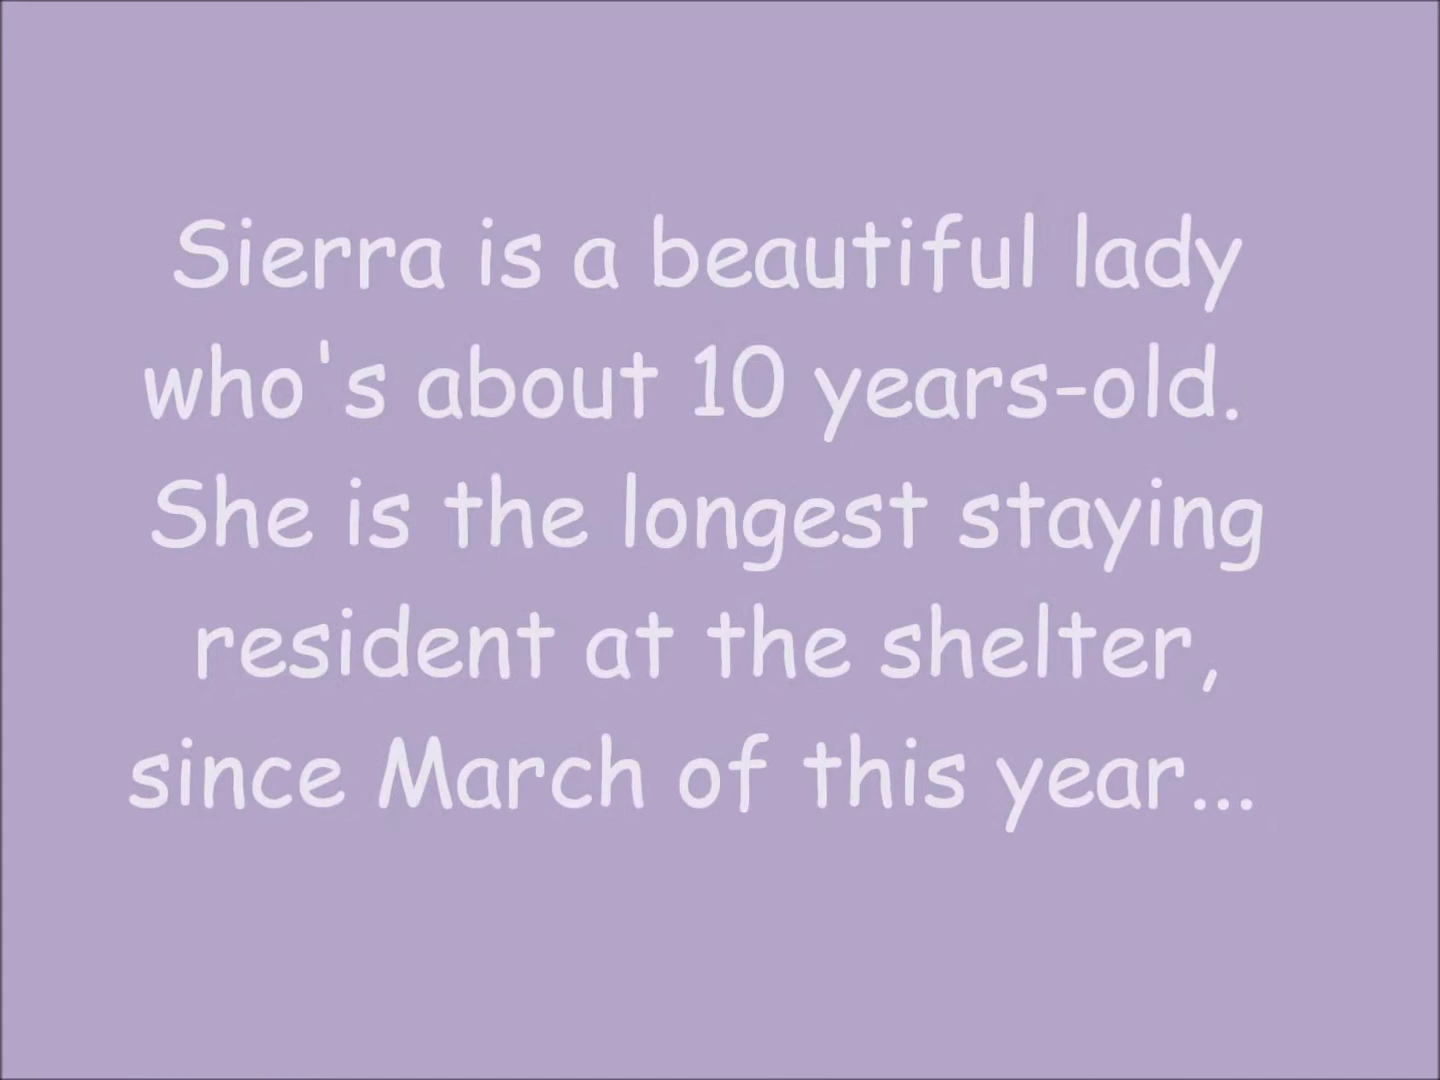 Sierra is a beautiful lady
who's about 10 years-old.
She is the longest staying
resident at the shelter,
since March of this year...